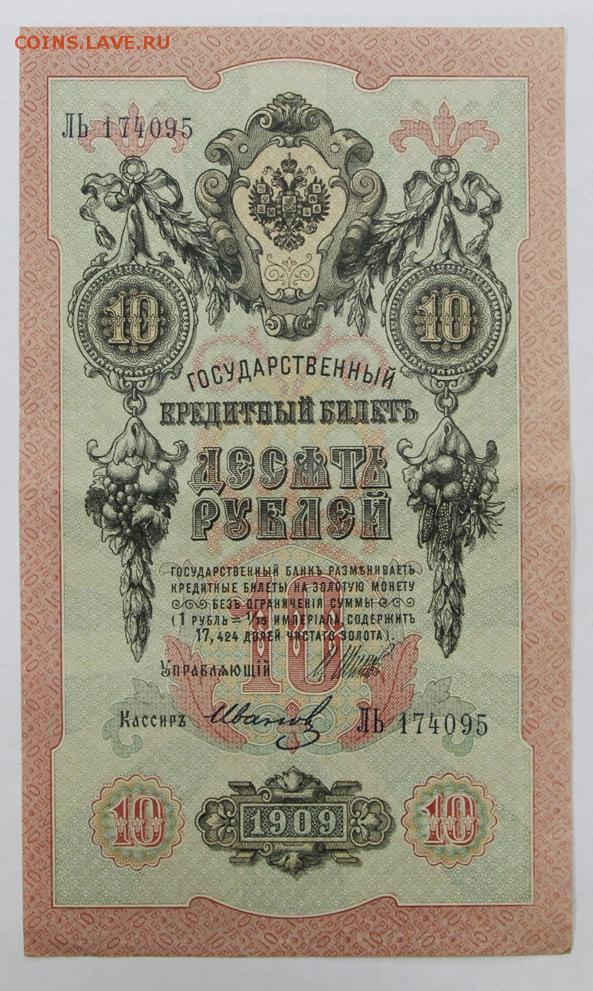 COINS.LAVE.RU
ЛЬ 174095
10 10
ГОСУДАРСТВЕННЫЙ
КРЕДИТНЫЙ БИЛЕТЪ
ДЕСЯТЬ
РУБЛЕЙ
ГОСУДАРСТВЕННЫЙ БАНКЪ РАЗМѢНИВАЕТЪ
КРЕДИТНЫЕ БИЛЕТЫ НА ЗОЛОТУЮ МОНЕТУ
БЕЗЪ ОГРАНИЧЕНІЯ СУММЫ
(1 РУБЛЬ = 1/15 ИМПЕРІАЛА, СОДЕРЖИТЪ
17,424 ДОЛЕЙ ЧИСТАГО ЗОЛОТА).
10
УПРАВЛЯЮЩІЙ
КАССИРЪ Иванов
ЛЬ 174095
10 1909 10